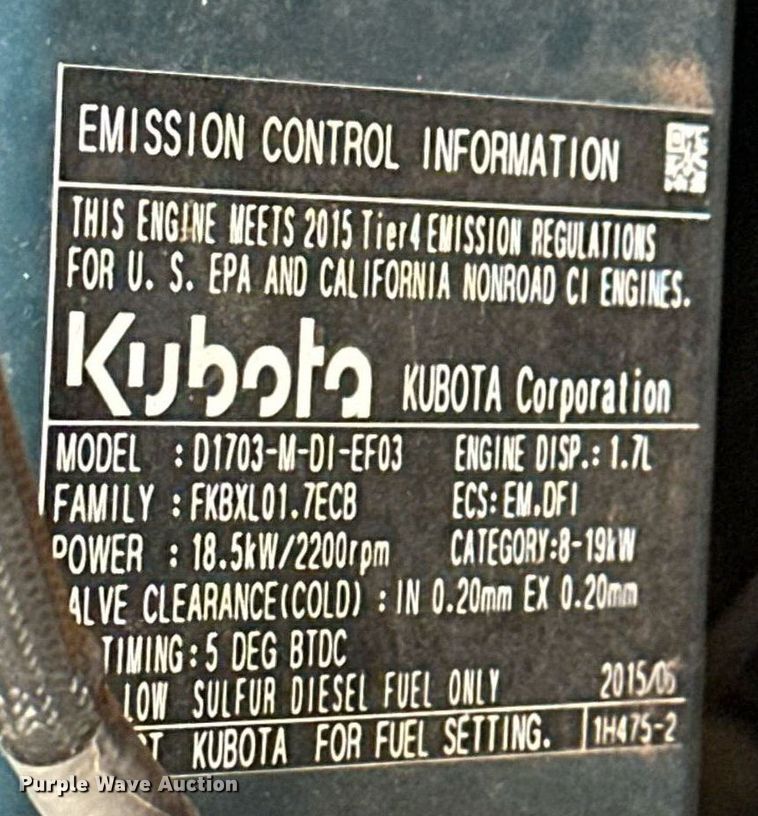 EMISSION CONTROL INFORMATION
THIS ENGINE MEETS 2015 Tier4 EMISSION REGULATIONS
FOR U. S. EPA AND CALIFORNIA NONROAD CI ENGINES.
Kubota KUBOTA Corporation
MODEL : D1703-M-DI-EF03 ENGINE DISP.: 1.7L
FAMILY : FKBXL01.7ECB ECS: EM,DFI
POWER : 18.5kW/2200rpm CATEGORY:8-19kW
ALVE CLEARANCE(COLD) : IN 0.20mm EX 0.20mm
TIMING: 5 DEG BTDC
LOW SULFUR DIESEL FUEL ONLY 2015/06
KUBOTA FOR FUEL SETTING. 1H475-2
Purple Wave Auction